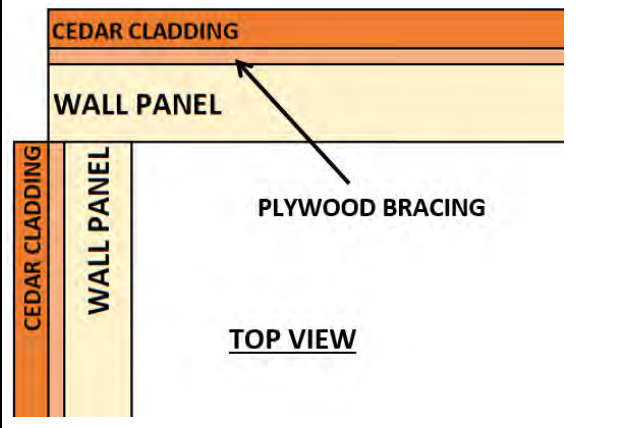 CEDAR CLADDING
WALL PANEL
CEDAR CLADDING
WALL PANEL
PLYWOOD BRACING
TOP VIEW